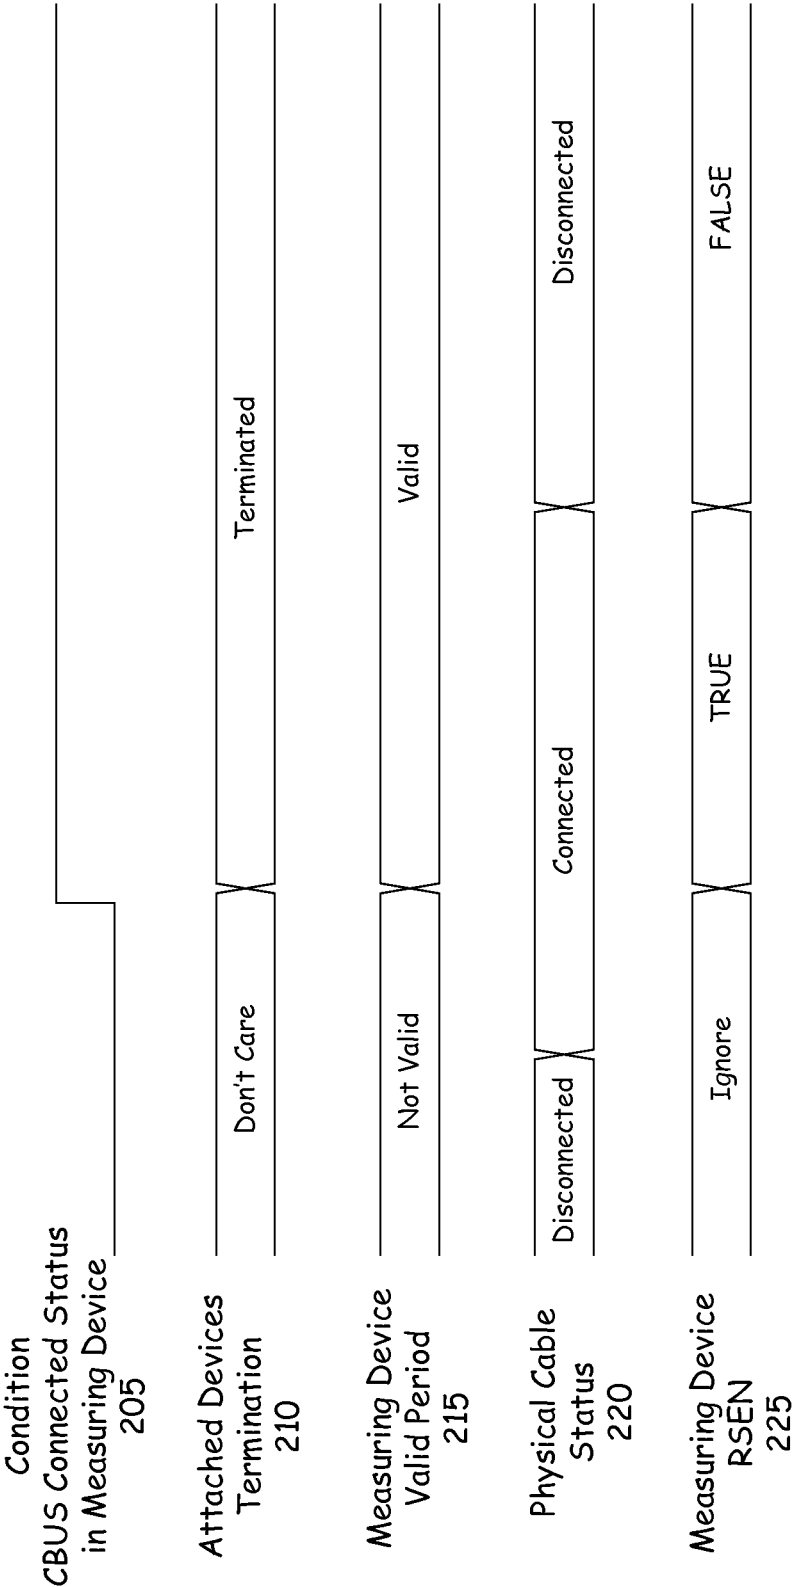 Condition
CBUS Connected Status
in Measuring Device
205
Attached Devices
Termination
210
Don't Care
Terminated
Measuring Device
Valid Period
215
Not Valid
Valid
Physical Cable
Status
220
Disconnected
Connected
Disconnected
Measuring Device
RSEN
225
Ignore
TRUE
FALSE